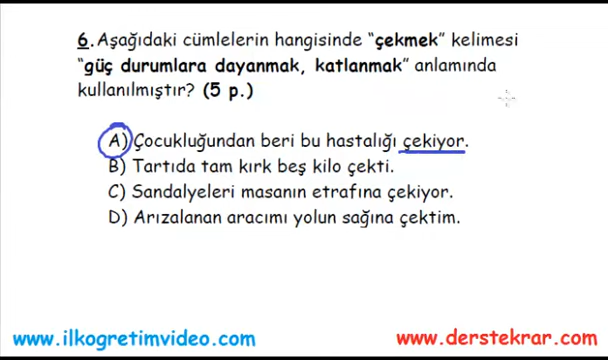 6. Aşağıdaki cümlelerin hangisinde "çekmek" kelimesi
"güç durumlara dayanmak, katlanmak" anlamında
kullanılmıştır? (5 p.)
A) Çocukluğundan beri bu hastalığı çekiyor.
B) Tartıda tam kırk beş kilo çekti.
C) Sandalyeleri masanın etrafına çekiyor.
D) Arızalanan aracımı yolun sağına çektim.
www.ilkogretimvideo.com
www.derstekrar.com